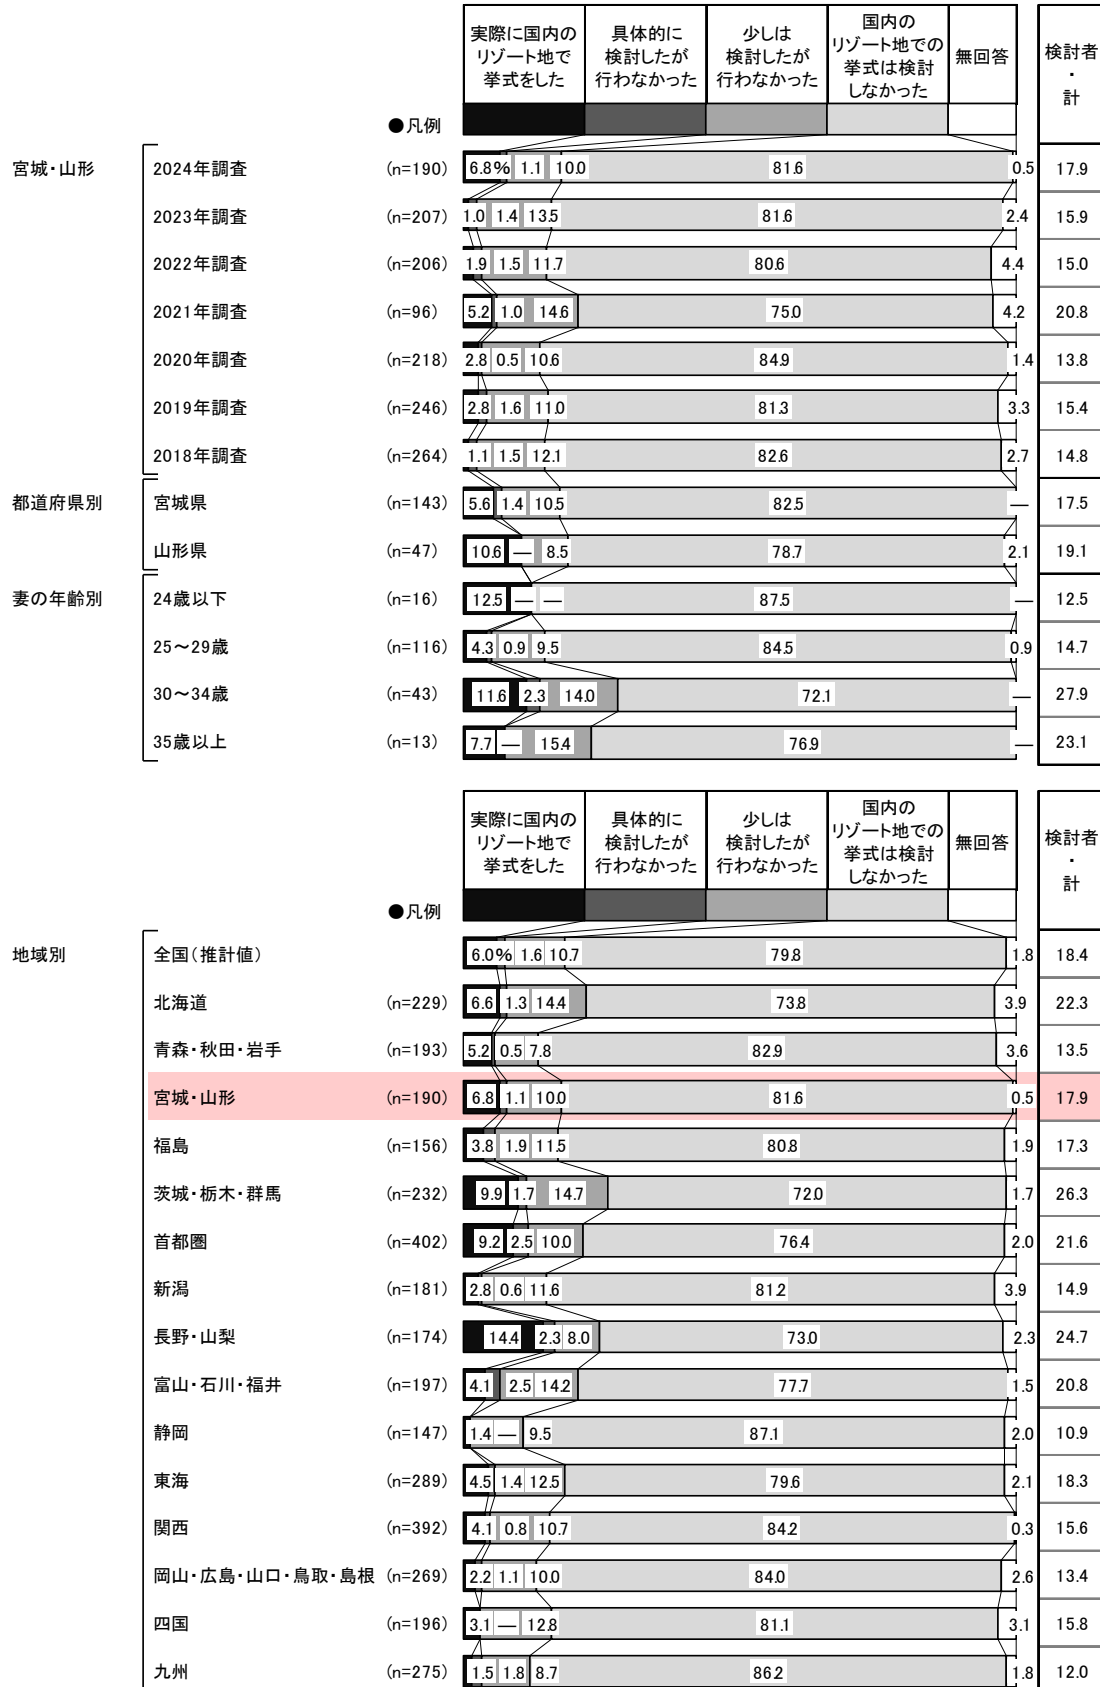 実際に国内の
リゾート地で
挙式をした
具体的に
検討したが
行わなかった
少しは
検討したが
行わなかった
国内の
リゾート地での
挙式は検討
しなかった
無回答
検討者
・
計
●凡例
宮城・山形 2024年調査 (n=190) 6.8% 1.1 10.0 81.6 0.5 17.9
2023年調査 (n=207) 1.0 1.4 13.5 81.6 2.4 15.9
2022年調査 (n=206) 1.9 1.5 11.7 80.6 4.4 15.0
2021年調査 (n=96) 5.2 1.0 14.6 75.0 4.2 20.8
2020年調査 (n=218) 2.8 0.5 10.6 84.9 1.4 13.8
2019年調査 (n=246) 2.8 1.6 11.0 81.3 3.3 15.4
2018年調査 (n=264) 1.1 1.5 12.1 82.6 2.7 14.8
都道府県別 宮城県 (n=143) 5.6 1.4 10.5 82.5 — 17.5
山形県 (n=47) 10.6 — 8.5 78.7 2.1 19.1
妻の年齢別 24歳以下 (n=16) 12.5 — — 87.5 — 12.5
25～29歳 (n=116) 4.3 0.9 9.5 84.5 0.9 14.7
30～34歳 (n=43) 11.6 2.3 14.0 72.1 — 27.9
35歳以上 (n=13) 7.7 — 15.4 76.9 — 23.1
実際に国内の
リゾート地で
挙式をした
具体的に
検討したが
行わなかった
少しは
検討したが
行わなかった
国内の
リゾート地での
挙式は検討
しなかった
無回答
検討者
・
計
●凡例
地域別 全国(推計値) 6.0% 1.6 10.7 79.8 1.8 18.4
北海道 (n=229) 6.6 1.3 14.4 73.8 3.9 22.3
青森・秋田・岩手 (n=193) 5.2 0.5 7.8 82.9 3.6 13.5
宮城・山形 (n=190) 6.8 1.1 10.0 81.6 0.5 17.9
福島 (n=156) 3.8 1.9 11.5 80.8 1.9 17.3
茨城・栃木・群馬 (n=232) 9.9 1.7 14.7 72.0 1.7 26.3
首都圏 (n=402) 9.2 2.5 10.0 76.4 2.0 21.6
新潟 (n=181) 2.8 0.6 11.6 81.2 3.9 14.9
長野・山梨 (n=174) 14.4 2.3 8.0 73.0 2.3 24.7
富山・石川・福井 (n=197) 4.1 2.5 14.2 77.7 1.5 20.8
静岡 (n=147) 1.4 — 9.5 87.1 2.0 10.9
東海 (n=289) 4.5 1.4 12.5 79.6 2.1 18.3
関西 (n=392) 4.1 0.8 10.7 84.2 0.3 15.6
岡山・広島・山口・鳥取・島根 (n=269) 2.2 1.1 10.0 84.0 2.6 13.4
四国 (n=196) 3.1 — 12.8 81.1 3.1 15.8
九州 (n=275) 1.5 1.8 8.7 86.2 1.8 12.0